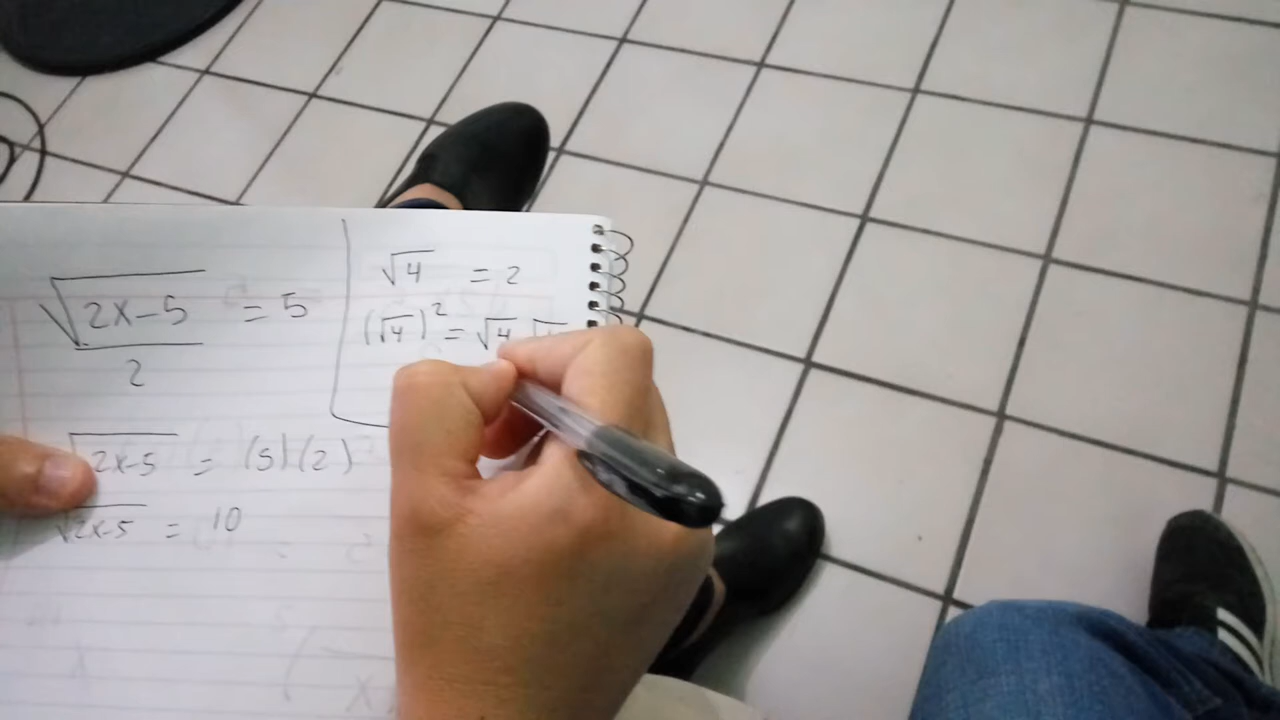 √(2x-5) = 5
2
√(2x-5) = (5)(2)
√(2x-5) = 10
√4 = 2
(√4)² = √4